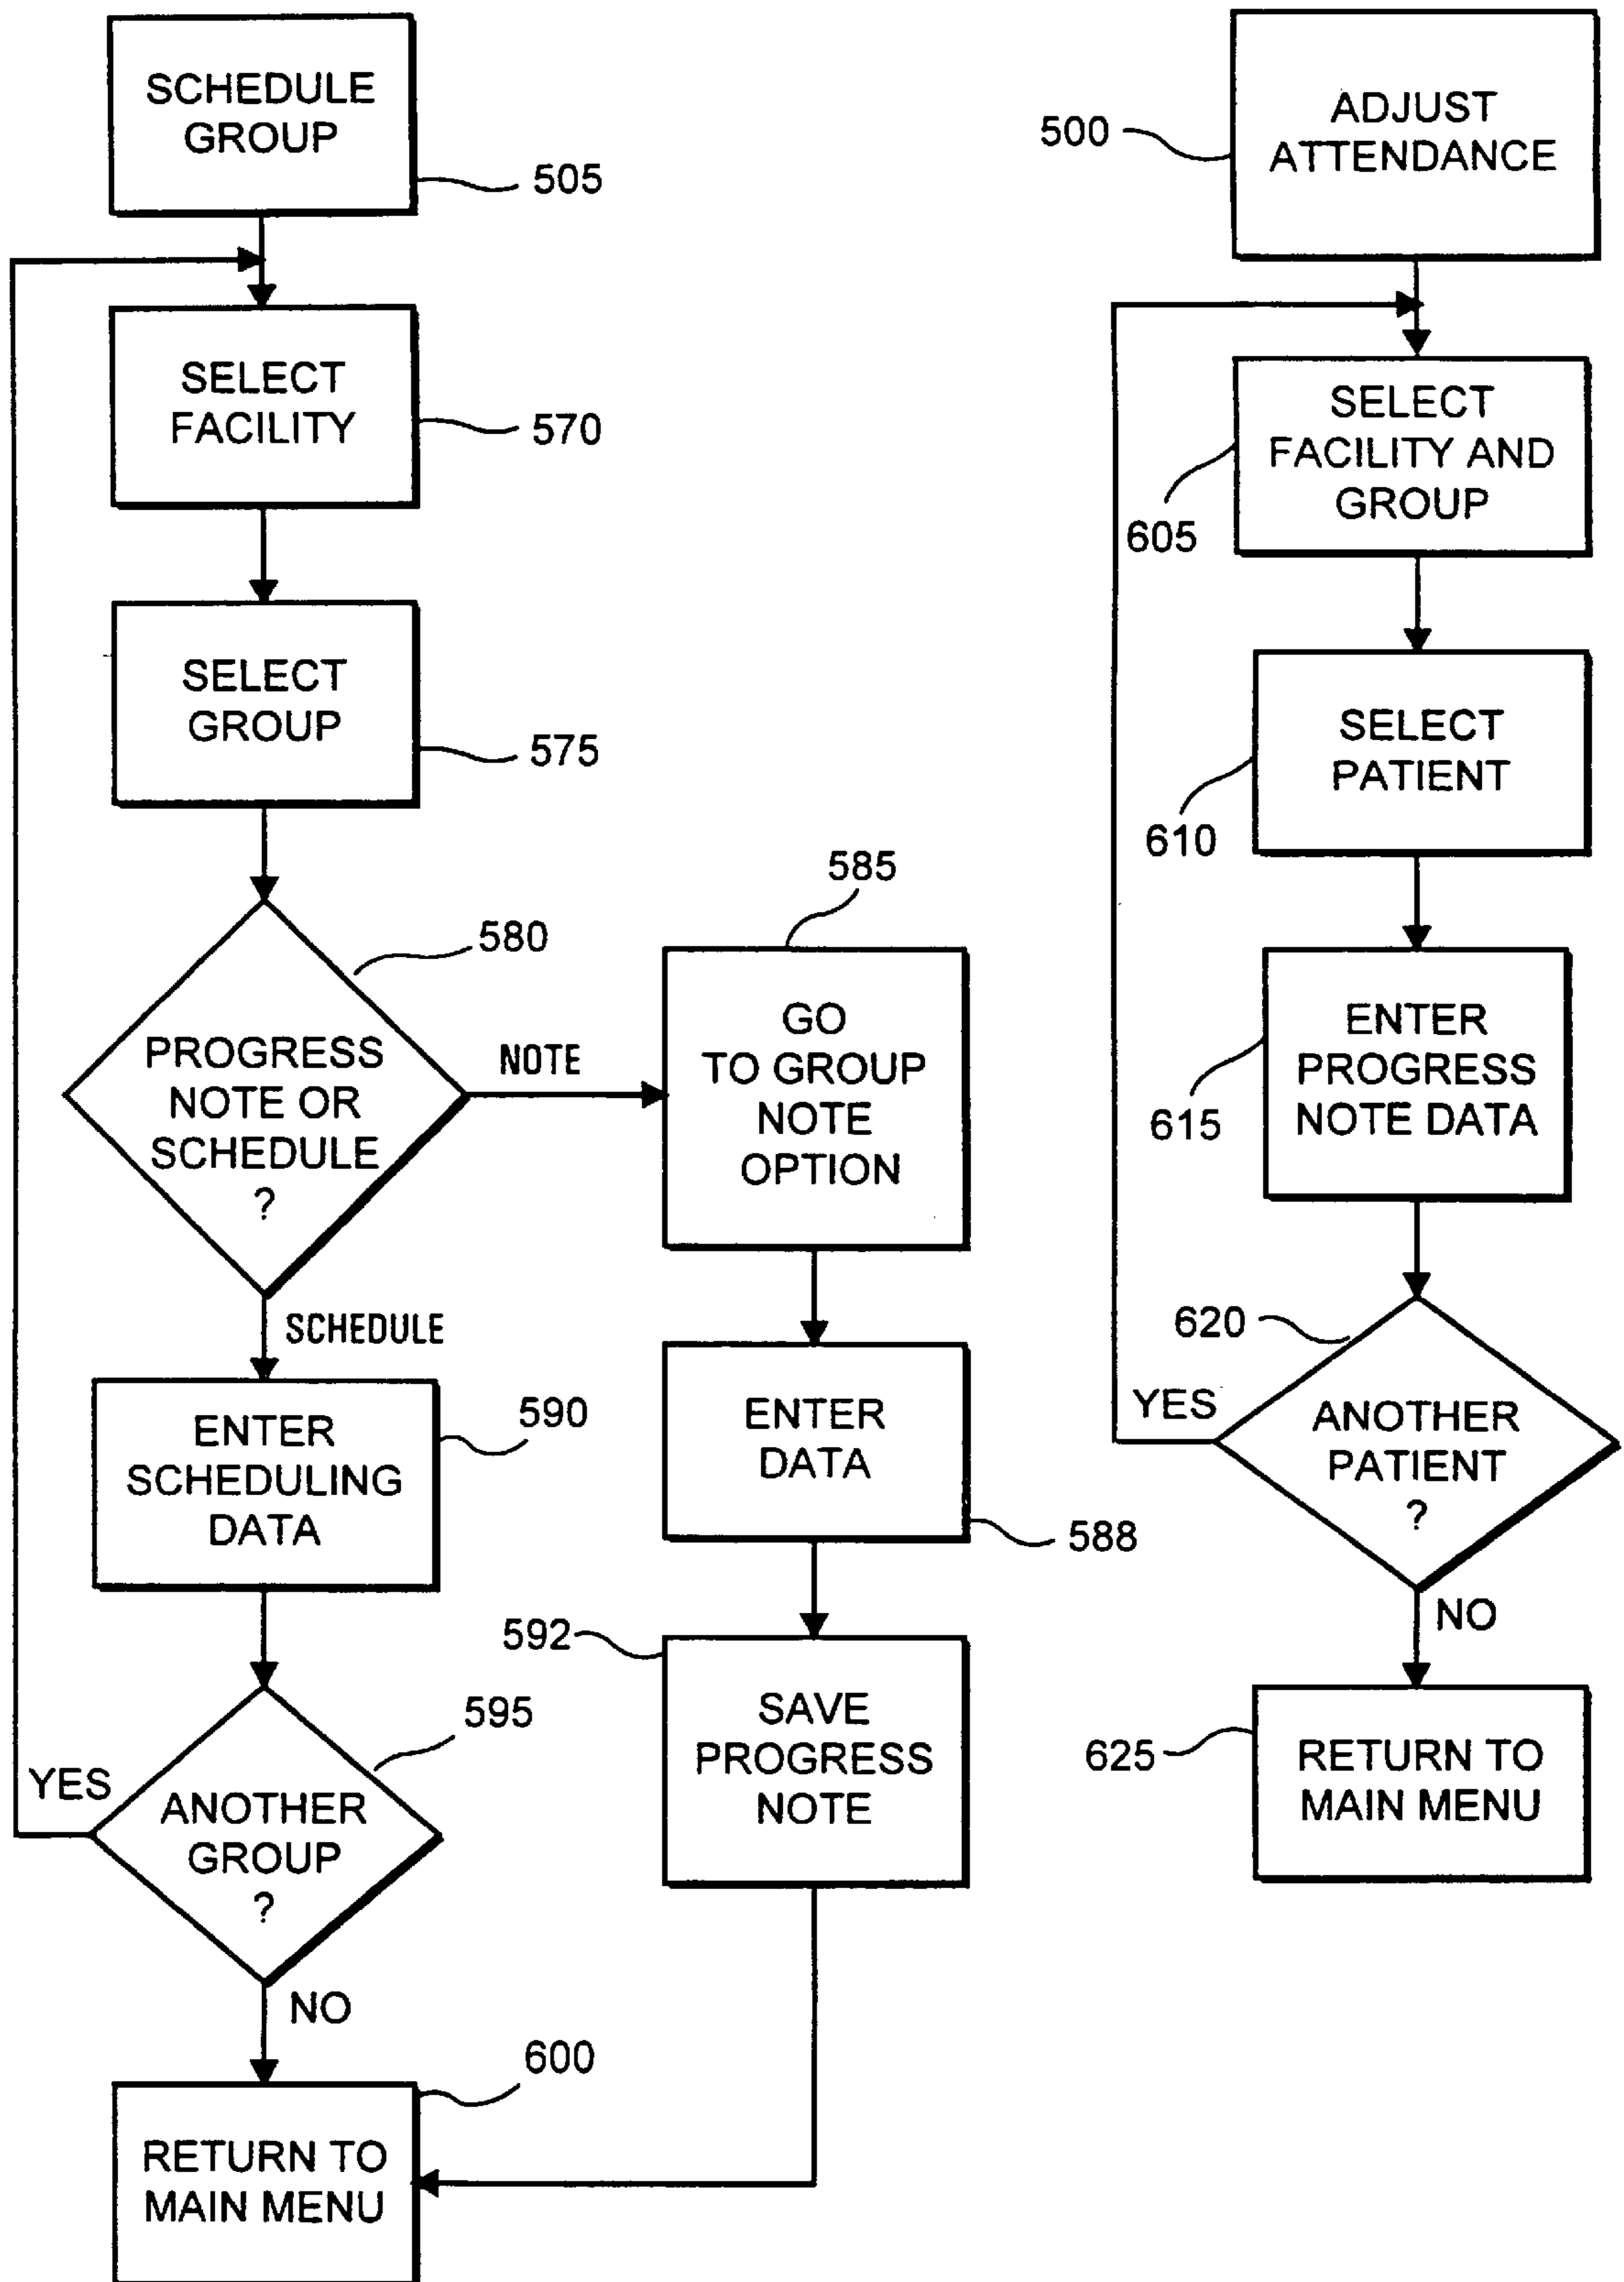 SCHEDULE
GROUP
505
SELECT
FACILITY
570
SELECT
GROUP
575
580
PROGRESS
NOTE OR
SCHEDULE
?
NOTE
SCHEDULE
585
GO
TO GROUP
NOTE
OPTION
ENTER
SCHEDULING
DATA
590
ENTER
DATA
588
592
SAVE
PROGRESS
NOTE
595
YES
ANOTHER
GROUP
?
NO
600
RETURN TO
MAIN MENU
500
ADJUST
ATTENDANCE
SELECT
FACILITY AND
GROUP
605
SELECT
PATIENT
610
ENTER
PROGRESS
NOTE DATA
615
620
YES
ANOTHER
PATIENT
?
NO
625
RETURN TO
MAIN MENU